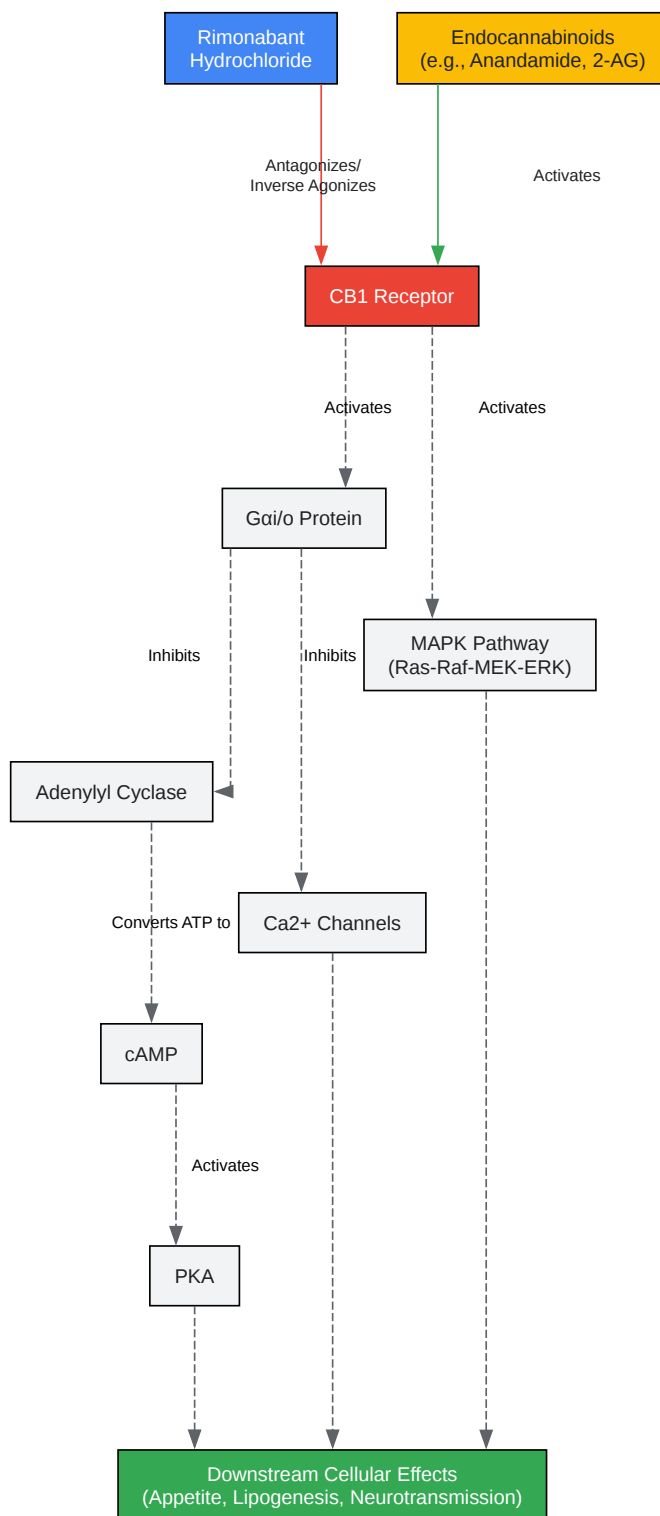 Rimonabant
Hydrochloride
Endocannabinoids
(e.g., Anandamide, 2-AG)
Antagonizes/
Inverse Agonizes
Activates
CB1 Receptor
Activates
Activates
Gαi/o Protein
Inhibits
Inhibits
MAPK Pathway
(Ras-Raf-MEK-ERK)
Adenylyl Cyclase
Converts ATP to
Ca2+ Channels
cAMP
Activates
PKA
Downstream Cellular Effects
(Appetite, Lipogenesis, Neurotransmission)